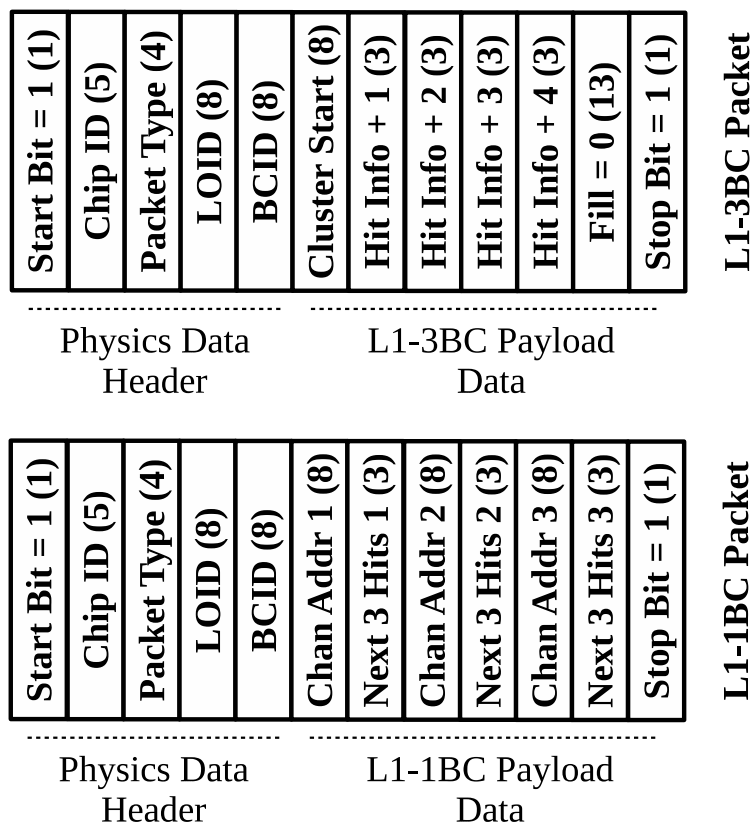 Start Bit = 1 (1)
Chip ID (5)
Packet Type (4)
LOID (8)
BCID (8)
Cluster Start (8)
Hit Info + 1 (3)
Hit Info + 2 (3)
Hit Info + 3 (3)
Hit Info + 4 (3)
Fill = 0 (13)
Stop Bit = 1 (1)
L1-3BC Packet
Physics Data
Header
L1-3BC Payload
Data
Start Bit = 1 (1)
Chip ID (5)
Packet Type (4)
LOID (8)
BCID (8)
Chan Addr 1 (8)
Next 3 Hits 1 (3)
Chan Addr 2 (8)
Next 3 Hits 2 (3)
Chan Addr 3 (8)
Next 3 Hits 3 (3)
Stop Bit = 1 (1)
L1-1BC Packet
Physics Data
Header
L1-1BC Payload
Data